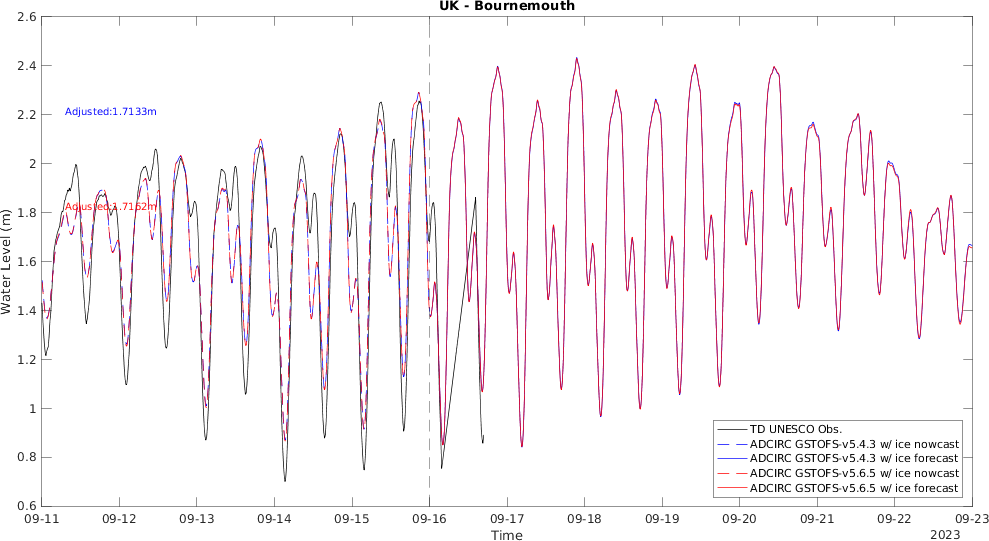 UK - Bournemouth
2.6
2.4
2.2
2
1.8
1.6
1.4
1.2
1
0.8
0.6
Water Level (m)
Adjusted:1.7133m
Adjusted:1.7162m
TD UNESCO Obs.
ADCIRC GSTOFS-v5.4.3 w/ ice nowcast
ADCIRC GSTOFS-v5.4.3 w/ ice forecast
ADCIRC GSTOFS-v5.6.5 w/ ice nowcast
ADCIRC GSTOFS-v5.6.5 w/ ice forecast
09-11 09-12 09-13 09-14 09-15 09-16 09-17 09-18 09-19 09-20 09-21 09-22 09-23
Time
2023